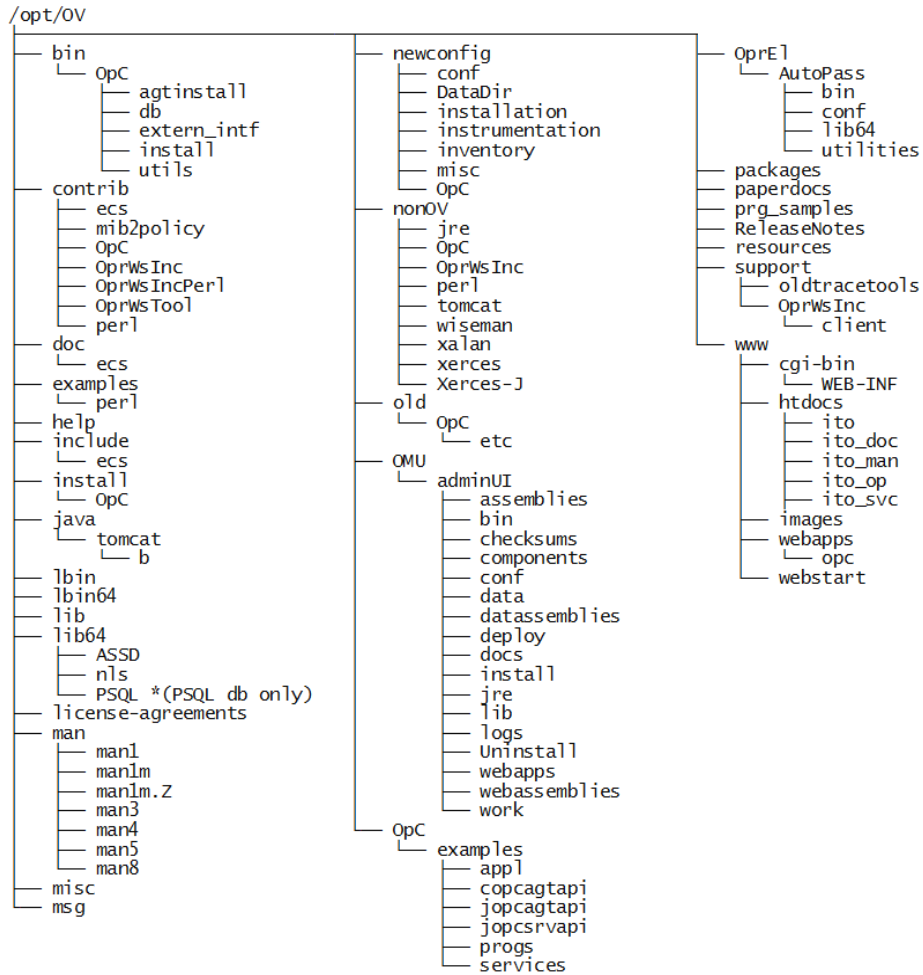 /opt/OV
bin
OpC
agtinstall
db
extern_intf
install
utils
contrib
ecs
mib2policy
OpC
OprWsInc
OprWsIncPerl
OprWsTool
perl
doc
ecs
examples
perl
help
include
ecs
install
OpC
java
tomcat
b
lbin
lbin64
lib
lib64
ASSD
nls
PSQL *(PSQL db only)
license-agreements
man
man1
man1m
man1m.Z
man3
man4
man5
man8
misc
msg
newconfig
conf
DataDir
installation
instrumentation
inventory
misc
OpC
nonOV
jre
OpC
OprWsInc
perl
tomcat
wiseman
xalan
xerces
Xerces-J
old
OpC
etc
OMU
adminUI
assemblies
bin
checksums
components
conf
data
datassemblies
deploy
docs
install
jre
lib
logs
Uninstall
webapps
webassemblies
work
OpC
examples
appl
copcagtapi
jopcagtapi
jopcsrvapi
progs
services
OprEl
AutoPass
bin
conf
lib64
utilities
packages
paperdocs
prg_samples
ReleaseNotes
resources
support
oldtracetools
OprWsInc
client
www
cgi-bin
WEB-INF
htdocs
ito
ito_doc
ito_man
ito_op
ito_svc
images
webapps
opc
webstart